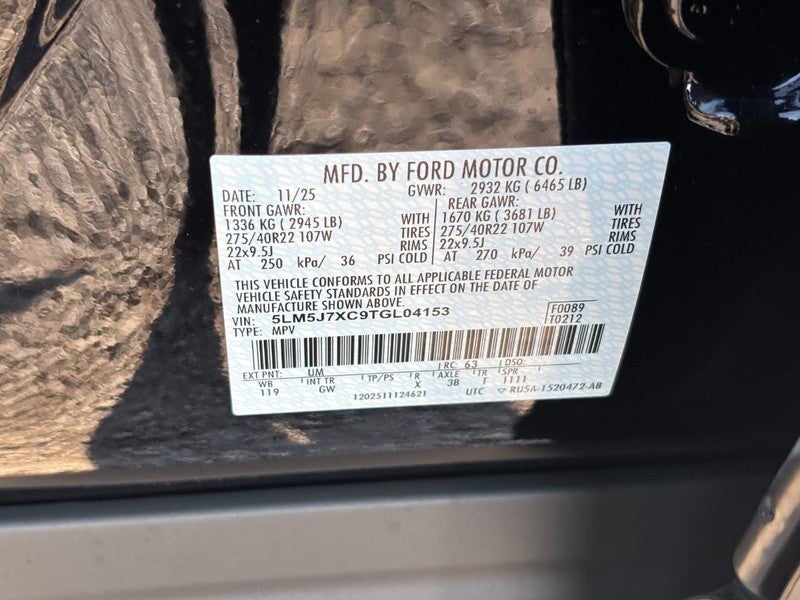 MFD. BY FORD MOTOR CO.
DATE: 11/25 GVWR: 2932 KG ( 6465 LB)
FRONT GAWR: REAR GAWR:
1336 KG ( 2945 LB) WITH 1670 KG ( 3681 LB) WITH
275/40R22 107W TIRES 275/40R22 107W TIRES
22x9.5J RIMS 22x9.5J RIMS
AT 250 kPa/ 36 PSI COLD AT 270 kPa/ 39 PSI COLD
THIS VEHICLE CONFORMS TO ALL APPLICABLE FEDERAL MOTOR
VEHICLE SAFETY STANDARDS IN EFFECT ON THE DATE OF
MANUFACTURE SHOWN ABOVE.
VIN: 5LM5J7XC9TGL04153 F0089
TYPE: MPV T0212
EXT PNT: UM RC: 63 DSO:
WB INT TR TP/PS R AXLE TR SPR
119 GW X 3B T 1111
1202511124621 UTC RU5A-1520472-AB